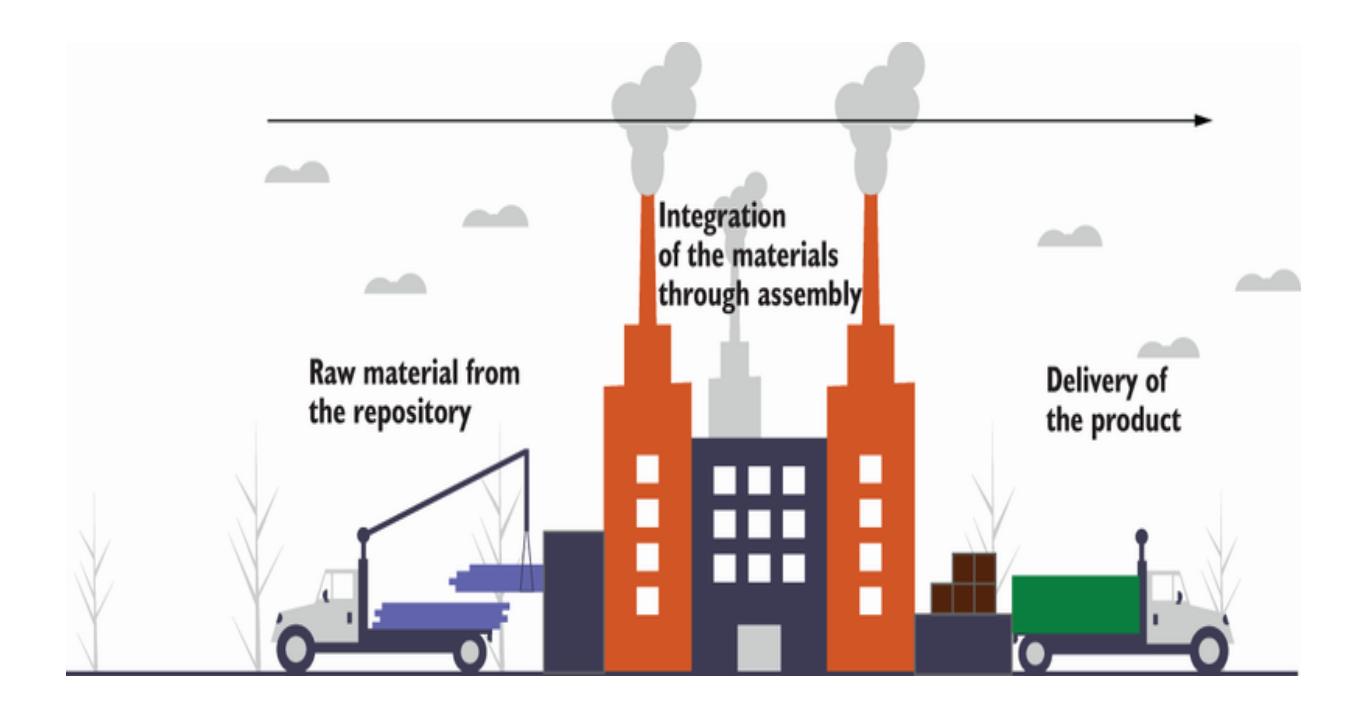 Raw material from
the repository
Integration
of the materials
through assembly
Delivery of
the product